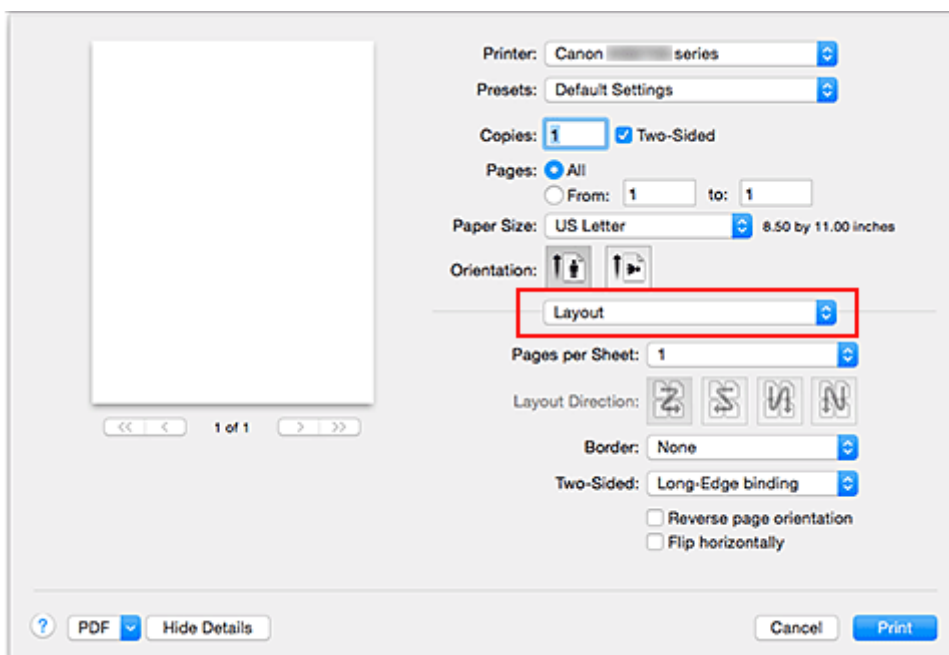 Printer: Canon series
Presets: Default Settings
Copies: 1 Two-Sided
Pages: All
From: 1 to: 1
Paper Size: US Letter 8.50 by 11.00 inches
Orientation:
Layout
Pages per Sheet: 1
Layout Direction:
Border: None
Two-Sided: Long-Edge binding
Reverse page orientation
Flip horizontally
1 of 1
? PDF Hide Details Cancel Print